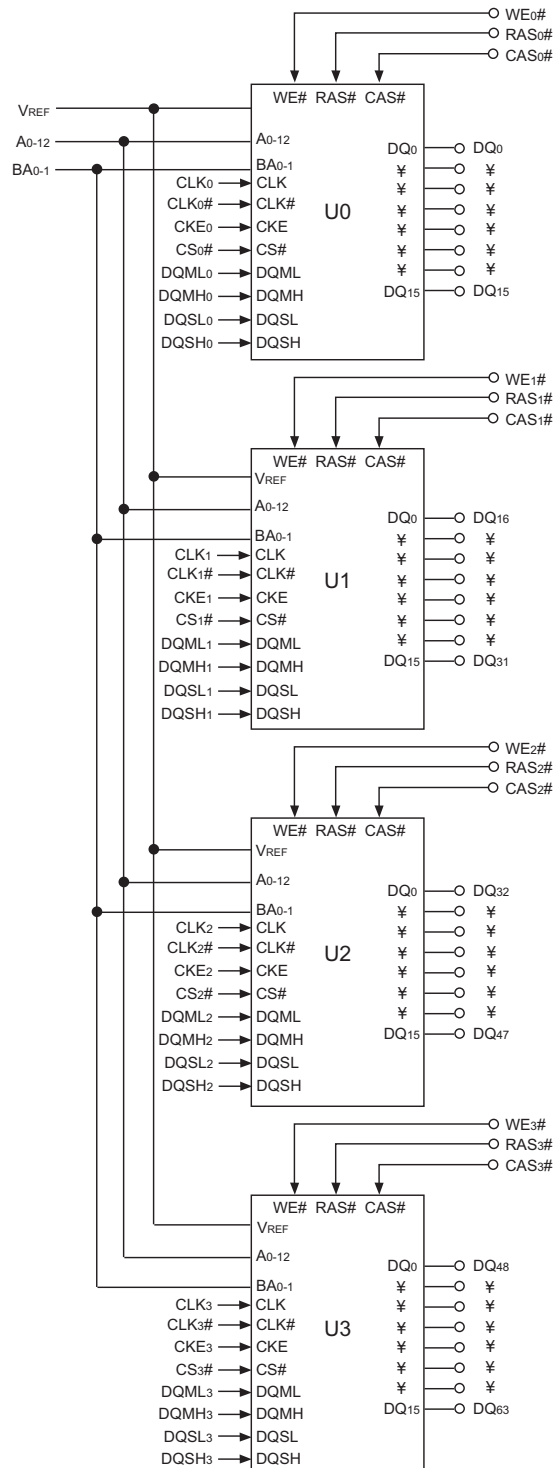 WE0#
RAS0#
CAS0#
WE# RAS# CAS#
VREF
A0-12 A0-12 DQ0 DQ0
BA0-1 BA0-1 ¥ ¥
CLK0 CLK ¥ ¥
CLK0# CLK# ¥ ¥
CKE0 CKE U0 ¥ ¥
CS0# CS# ¥ ¥
DQML0 DQML ¥ ¥
DQMH0 DQMH DQ15 DQ15
DQSL0 DQSL
DQSH0 DQSH
WE1#
RAS1#
CAS1#
WE# RAS# CAS#
VREF
A0-12 DQ0 DQ16
BA0-1 ¥ ¥
CLK1 CLK ¥ ¥
CLK1# CLK# U1 ¥ ¥
CKE1 CKE ¥ ¥
CS1# CS# ¥ ¥
DQML1 DQML ¥ ¥
DQMH1 DQMH DQ15 DQ31
DQSL1 DQSL
DQSH1 DQSH
WE2#
RAS2#
CAS2#
WE# RAS# CAS#
VREF
A0-12 DQ0 DQ32
BA0-1 ¥ ¥
CLK2 CLK ¥ ¥
CLK2# CLK# U2 ¥ ¥
CKE2 CKE ¥ ¥
CS2# CS# ¥ ¥
DQML2 DQML ¥ ¥
DQMH2 DQMH DQ15 DQ47
DQSL2 DQSL
DQSH2 DQSH
WE3#
RAS3#
CAS3#
WE# RAS# CAS#
VREF
A0-12 DQ0 DQ48
BA0-1 ¥ ¥
CLK3 CLK ¥ ¥
CLK3# CLK# U3 ¥ ¥
CKE3 CKE ¥ ¥
CS3# CS# ¥ ¥
DQML3 DQML ¥ ¥
DQMH3 DQMH DQ15 DQ63
DQSL3 DQSL
DQSH3 DQSH